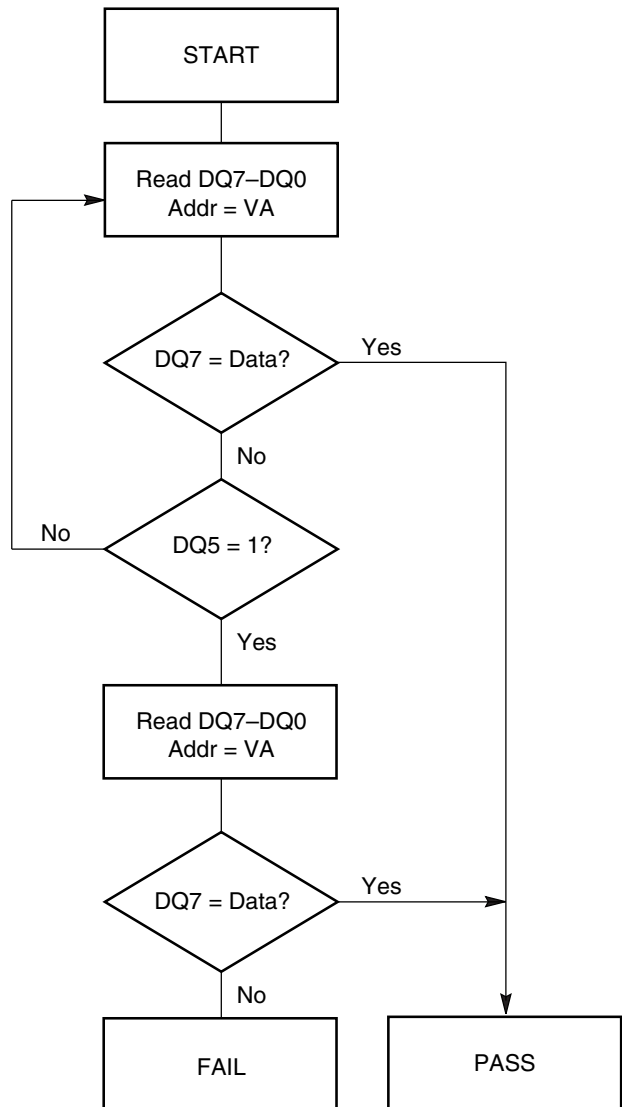 START
Read DQ7–DQ0
Addr = VA
DQ7 = Data?
Yes
No
No
DQ5 = 1?
Yes
Read DQ7–DQ0
Addr = VA
DQ7 = Data?
Yes
No
FAIL
PASS